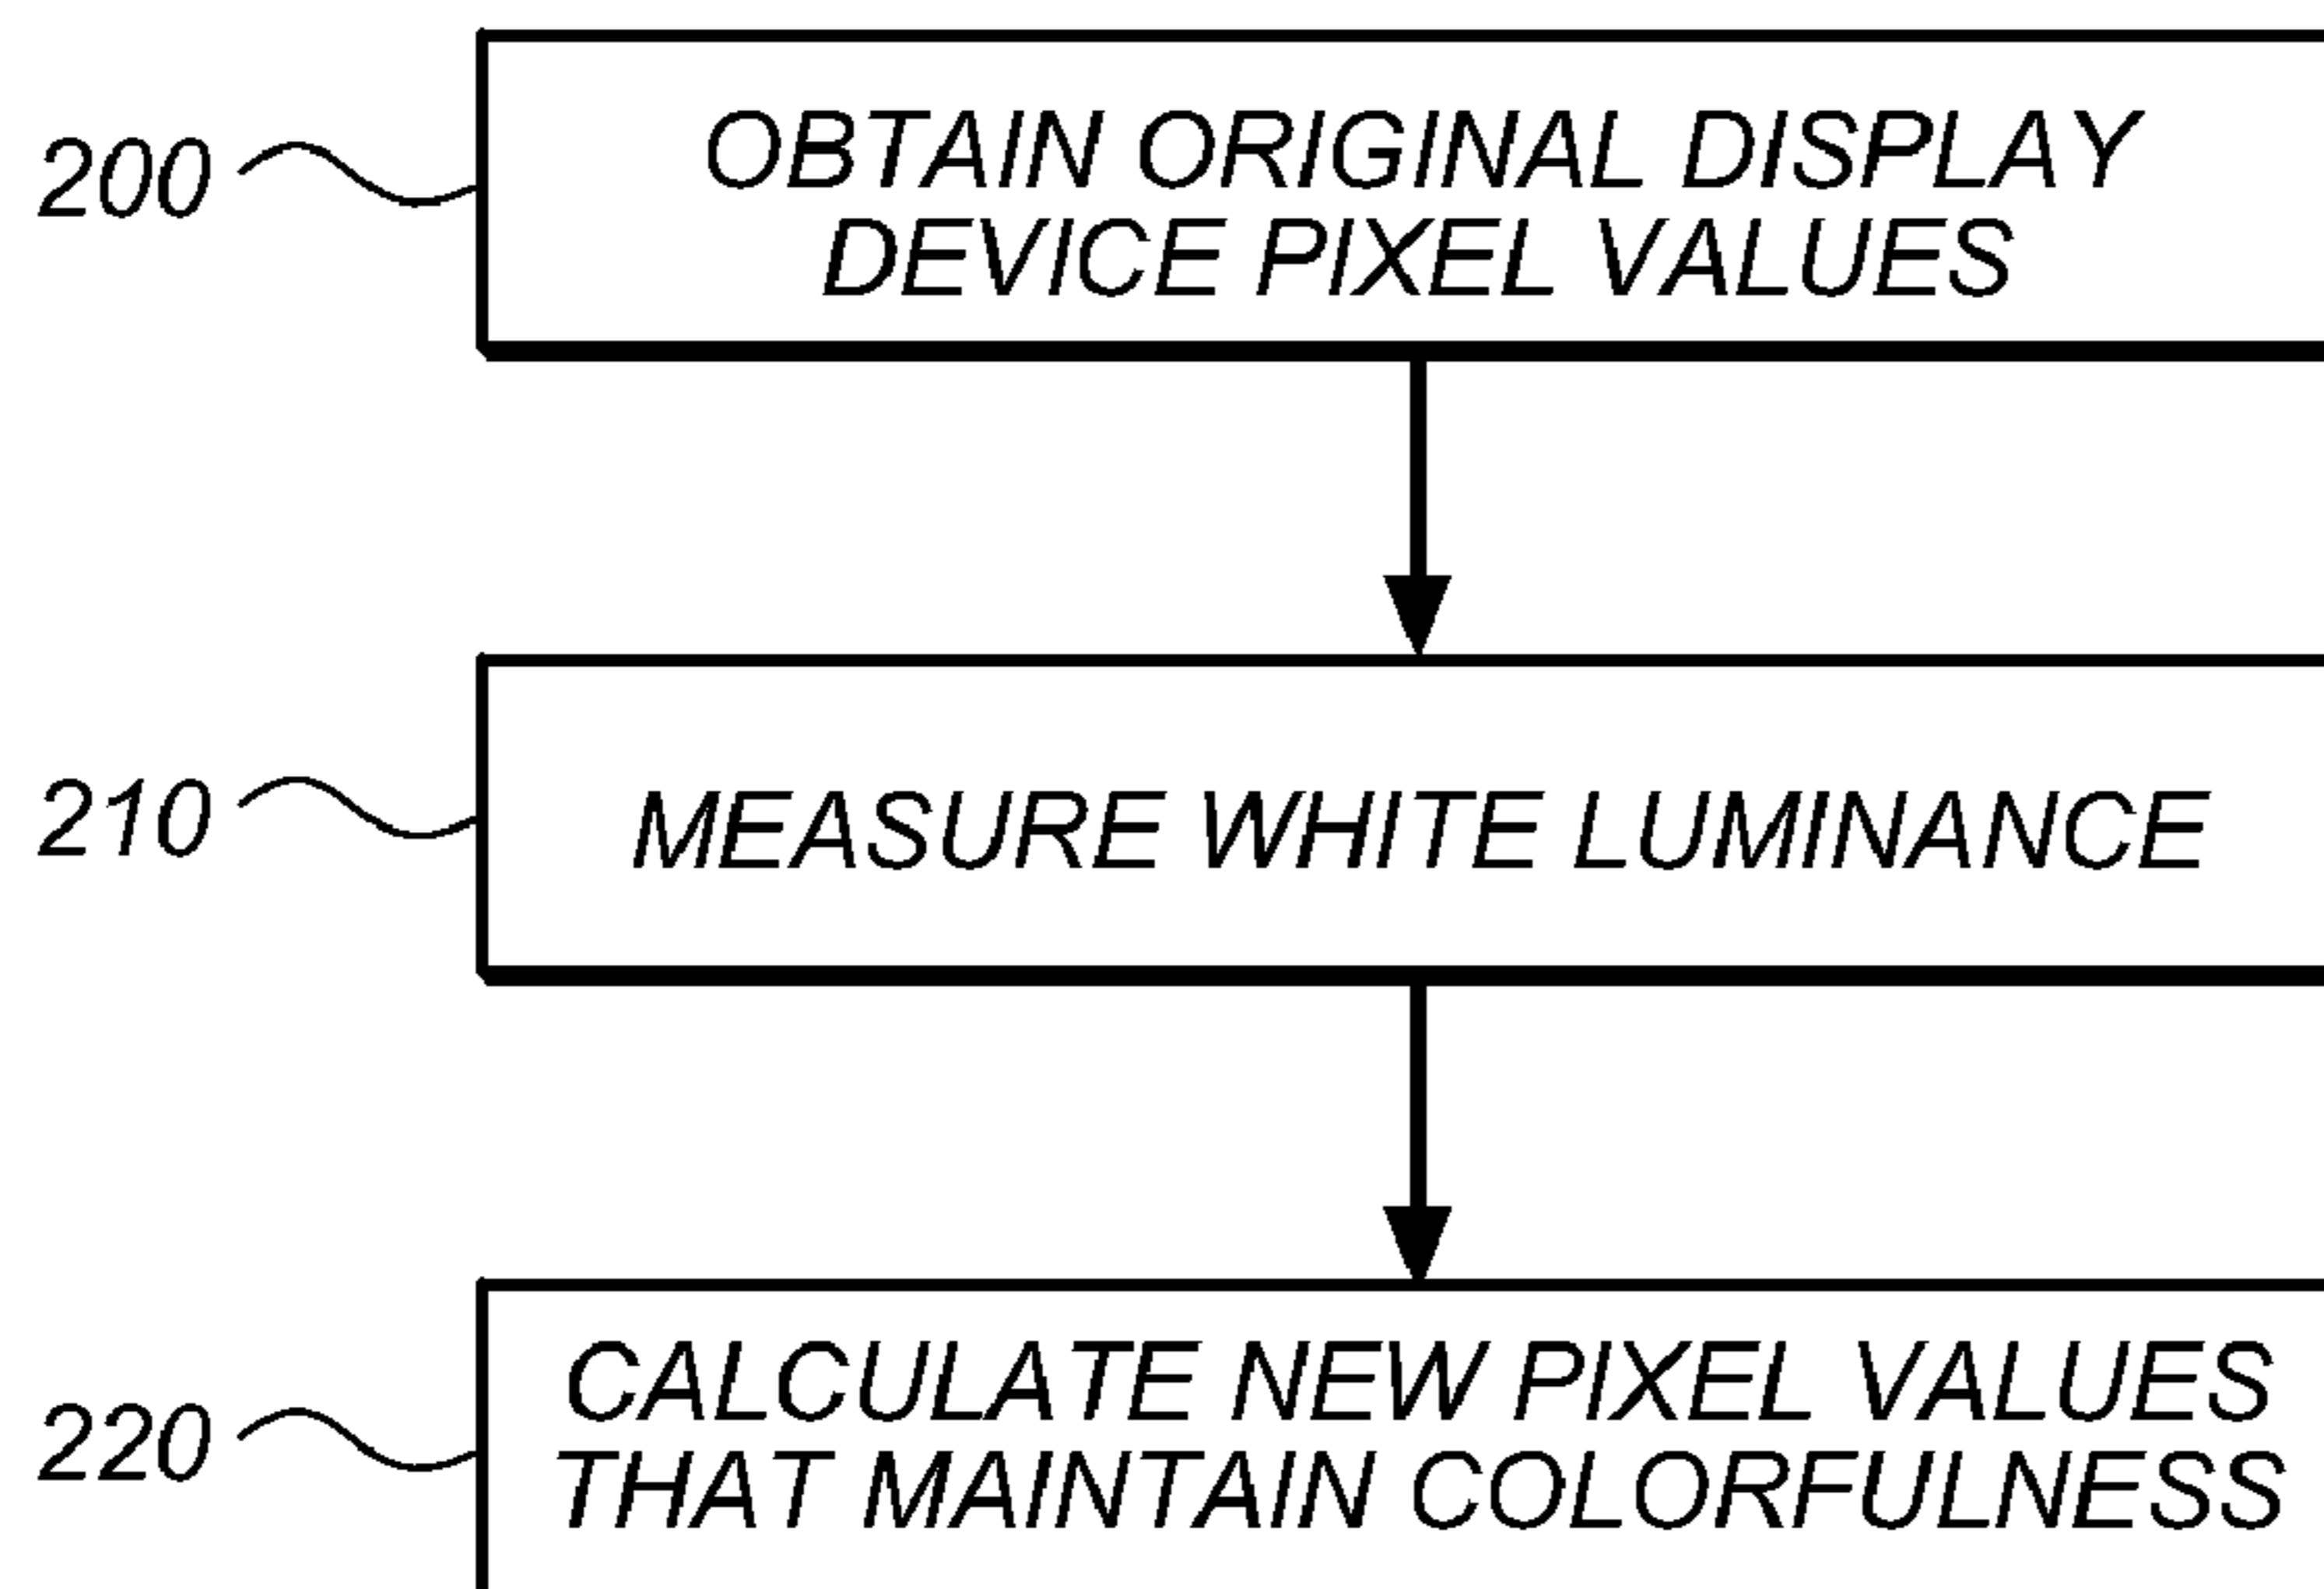 200
OBTAIN ORIGINAL DISPLAY
DEVICE PIXEL VALUES
210
MEASURE WHITE LUMINANCE
220
CALCULATE NEW PIXEL VALUES
THAT MAINTAIN COLORFULNESS